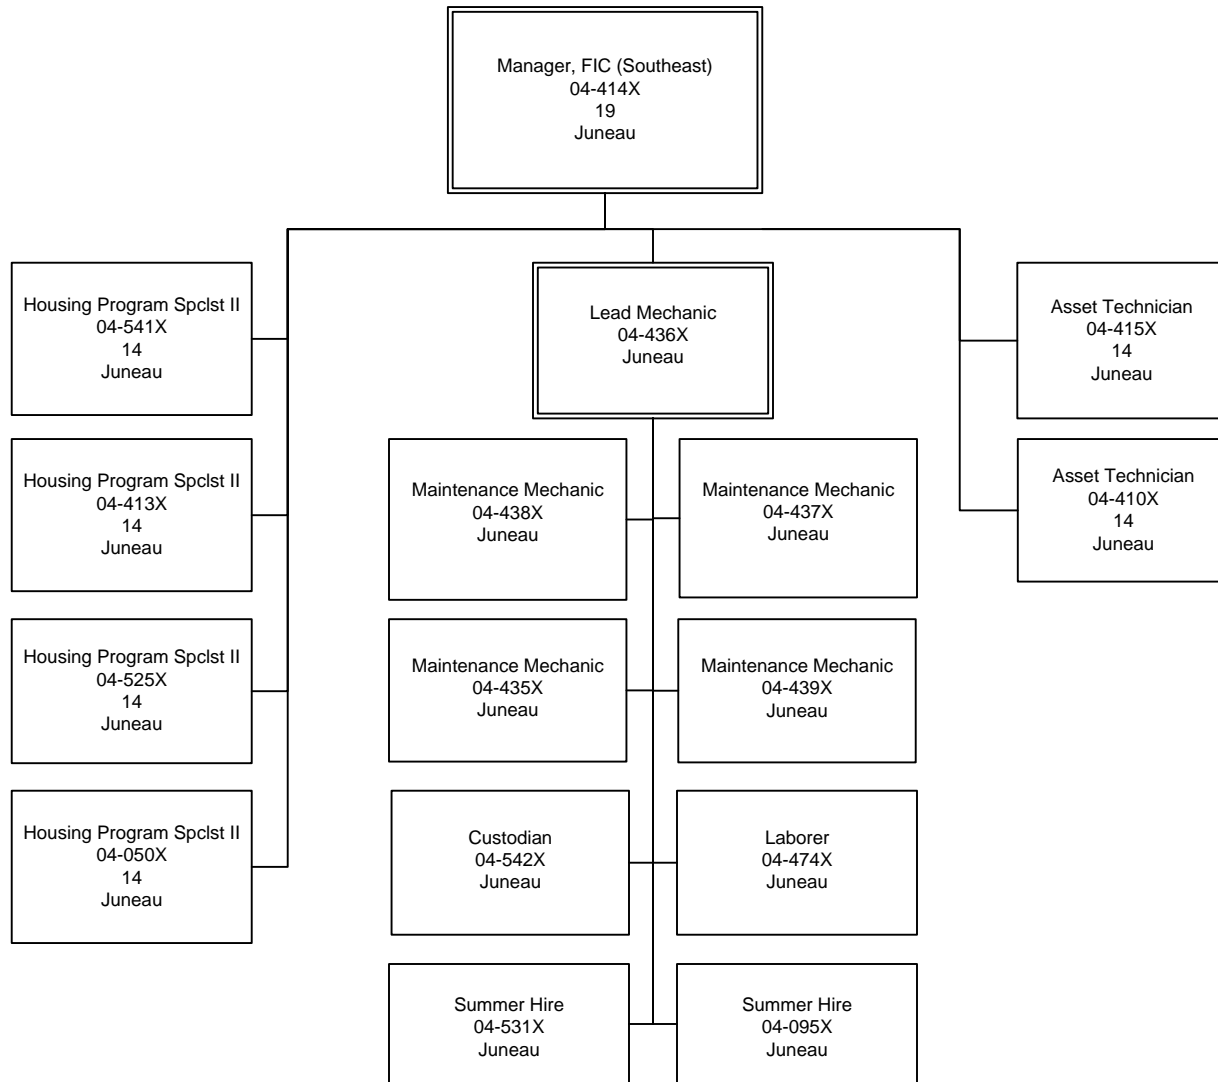 Manager, FIC (Southeast)
04-414X
19
Juneau
Housing Program Spclst II
04-541X
14
Juneau
Lead Mechanic
04-436X
Juneau
Asset Technician
04-415X
14
Juneau
Housing Program Spclst II
04-413X
14
Juneau
Maintenance Mechanic
04-438X
Juneau
Maintenance Mechanic
04-437X
Juneau
Asset Technician
04-410X
14
Juneau
Housing Program Spclst II
04-525X
14
Juneau
Maintenance Mechanic
04-435X
Juneau
Maintenance Mechanic
04-439X
Juneau
Housing Program Spclst II
04-050X
14
Juneau
Custodian
04-542X
Juneau
Laborer
04-474X
Juneau
Summer Hire
04-531X
Juneau
Summer Hire
04-095X
Juneau